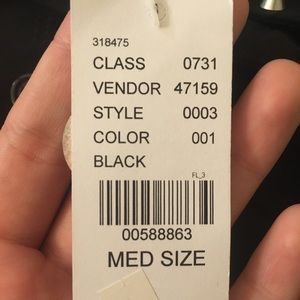 318475
CLASS 0731
VENDOR 47159
STYLE 0003
COLOR 001
BLACK
FL_3
00588863
MED SIZE